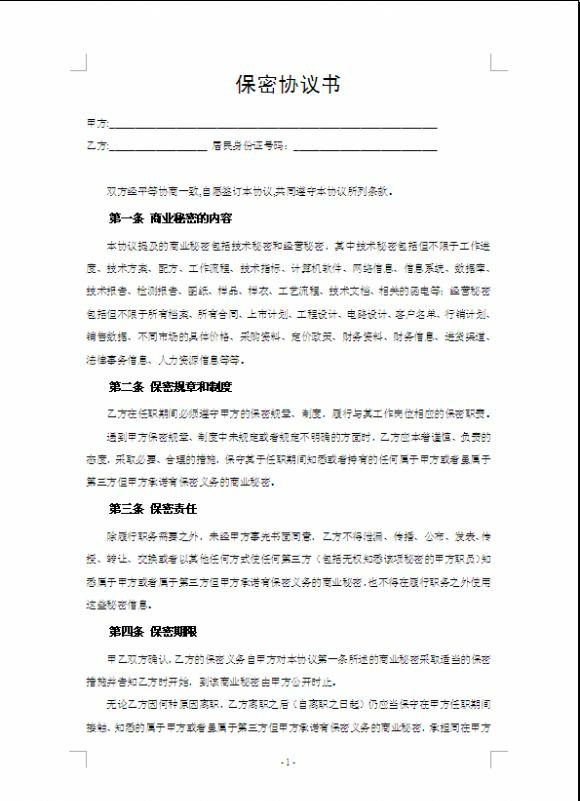 保密协议书
甲方:
乙方: 居民身份证号码：
双方经平等协商一致,自愿签订本协议,共同遵守本协议所列条款。
第一条 商业秘密的内容
本协议提及的商业秘密包括技术秘密和经营秘密，其中技术秘密包括但不限于工作进
度、技术方案、配方、工作流程、技术指标、计算机软件、网络信息、信息系统、数据库、
技术报告、检测报告、图纸、样品、样衣、工艺流程、技术文档、相关的函电等；经营秘密
包括但不限于所有档案、所有合同、上市计划、工程设计、电路设计、客户名单、行销计划、
销售数据、不同市场的具体价格、采购资料、定价政策、财务资料、财务信息、进货渠道、
法律事务信息、人力资源信息等等。
第二条 保密规章和制度
乙方在任职期间必须遵守甲方的保密规章、制度，履行与其工作岗位相应的保密职责。
遇到甲方保密规章、制度中未规定或者规定不明确的方面时，乙方应本着谨慎、负责的
态度，采取必要、合理的措施，保守其于任职期间知悉或者持有的任何属于甲方或者虽属于
第三方但甲方承诺有保密义务的商业秘密。
第三条 保密责任
除履行职务需要之外，未经甲方事先书面同意，乙方不得泄漏、传播、公布、发表、传
授、转让、交换或者以其他任何方式使任何第三方（包括无权知悉该项秘密的甲方职员）知
悉属于甲方或者属于第三方但甲方承诺有保密义务的商业秘密，也不得在履行职务之外使用
这些秘密信息。
第四条 保密期限
甲乙双方确认，乙方的保密义务自甲方对本协议第一条所述的商业秘密采取适当的保密
措施并告知乙方时开始，到该商业秘密由甲方公开时止。
无论乙方因何种原因离职，乙方离职之后（自离职之日起）仍应当保守在甲方任职期间
接触、知悉的属于甲方或者虽属于第三方但甲方承诺有保密义务的商业秘密，承担同在甲方
- 1 -